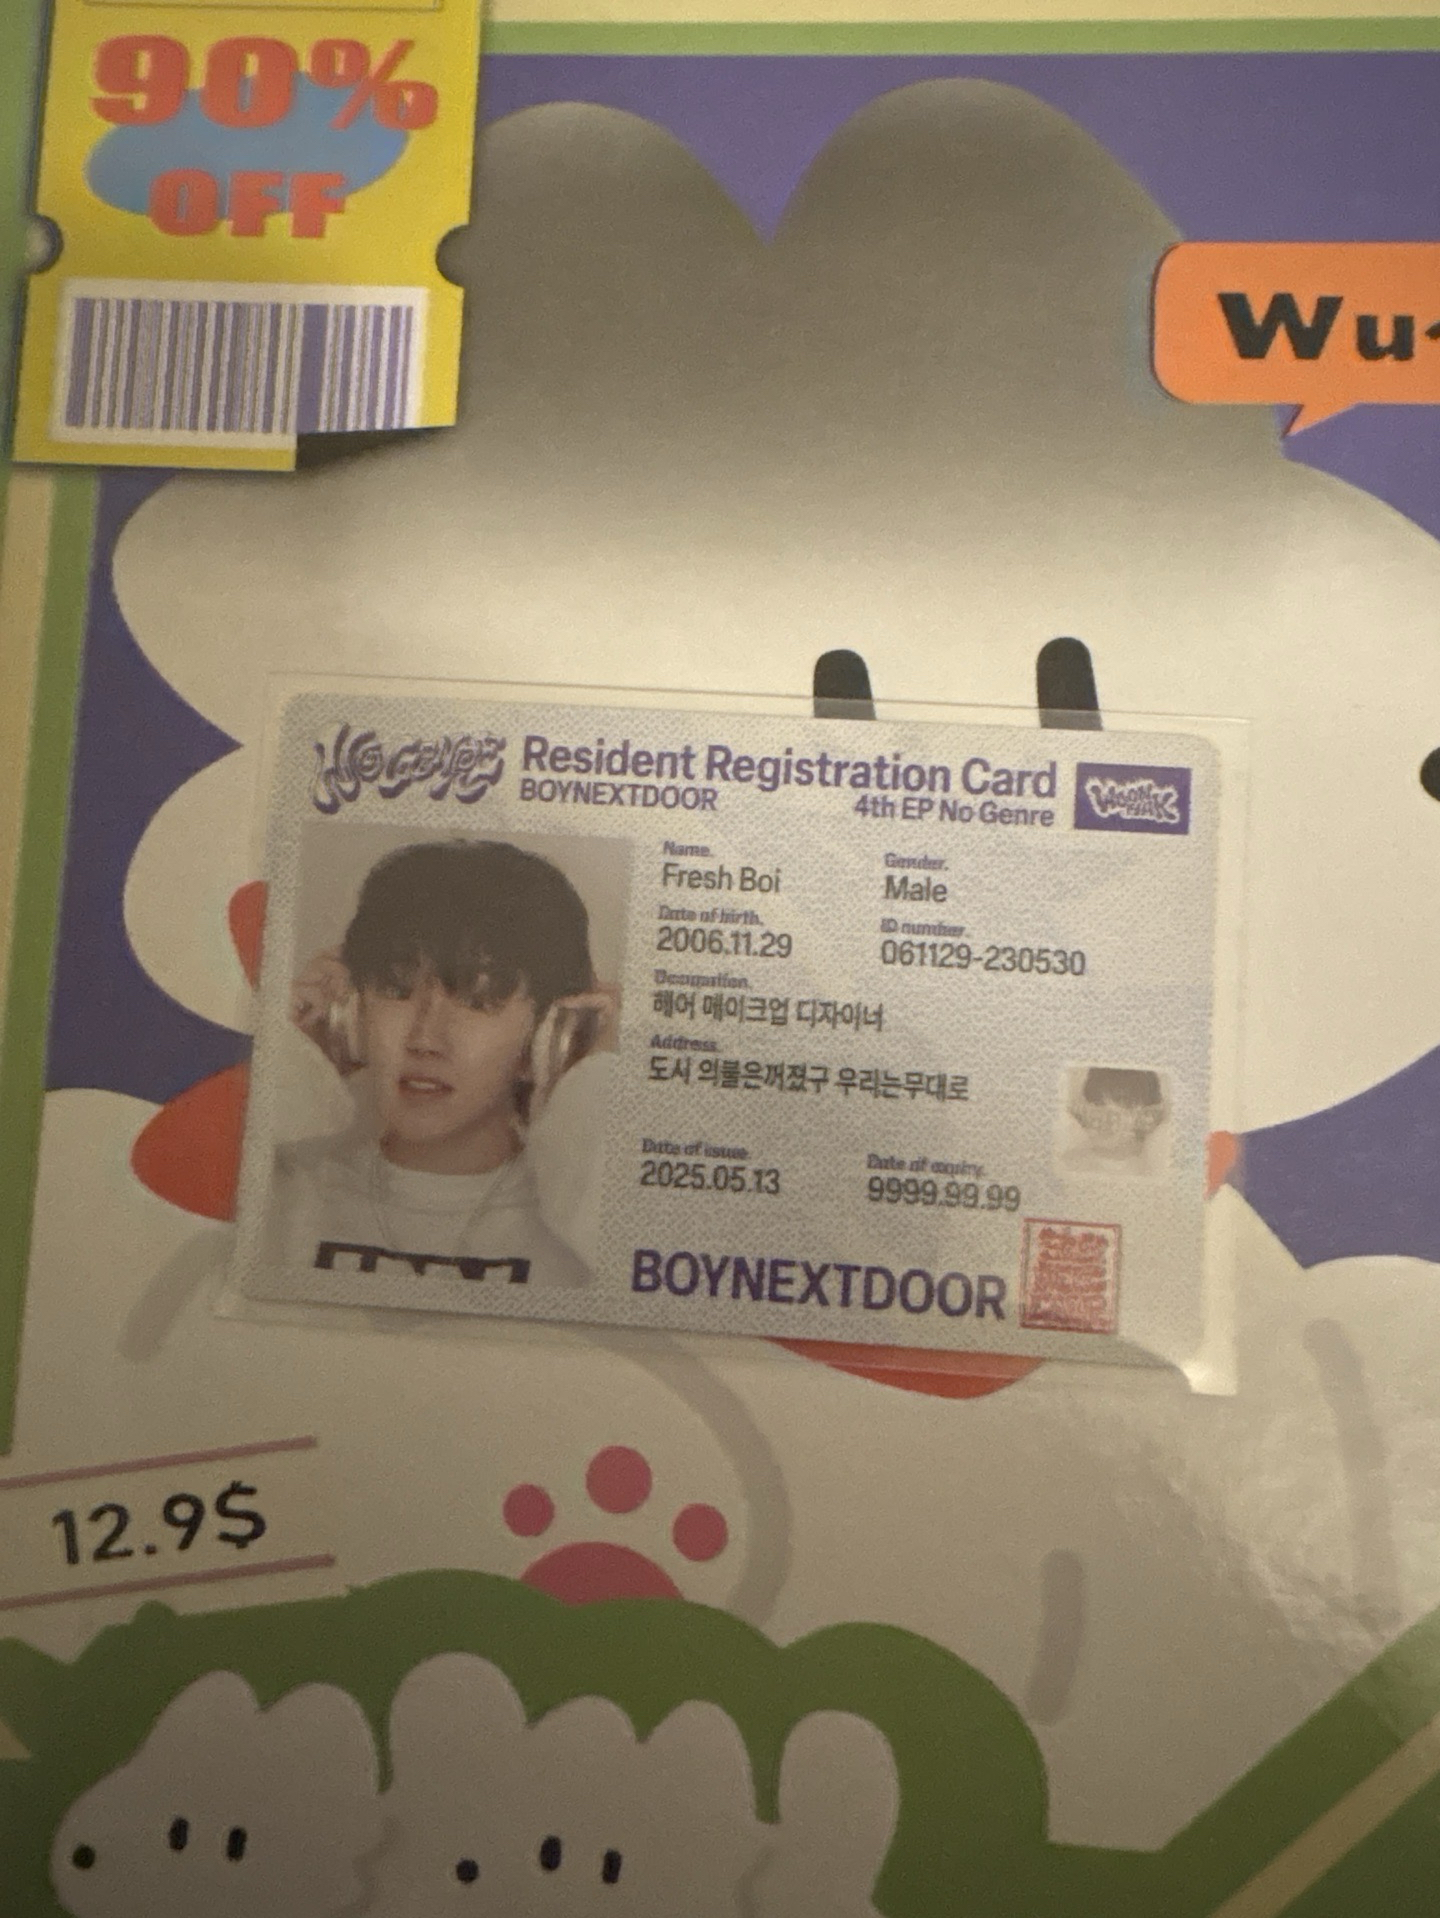 90%
OFF
Wu
NO GENRE
Resident Registration Card
BOYNEXTDOOR
4th EP No Genre
WOONHAK
Name.
Fresh Boi
Gender.
Male
Date of birth.
2006.11.29
ID number.
061129-230530
Occupation.
헤어 메이크업 디자이너
Address.
도시 의불은꺼졌구 우리는무대로
Date of issue.
2025.05.13
Date of expiry.
9999.99.99
BOYNEXTDOOR
12.9$